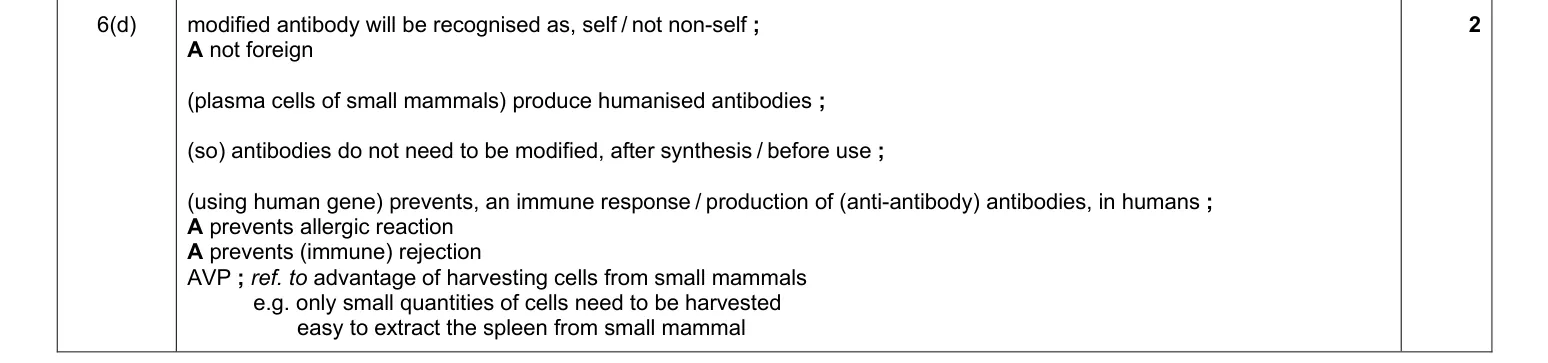 6(d)
modified antibody will be recognised as, self / not non-self ;
2
A not foreign
(plasma cells of small mammals) produce humanised antibodies ;
(so) antibodies do not need to be modified, after synthesis / before use ;
(using human gene) prevents, an immune response / production of (anti-antibody) antibodies, in humans ;
A prevents allergic reaction
A prevents (immune) rejection
AVP ; ref. to advantage of harvesting cells from small mammals
e.g. only small quantities of cells need to be harvested
easy to extract the spleen from small mammal